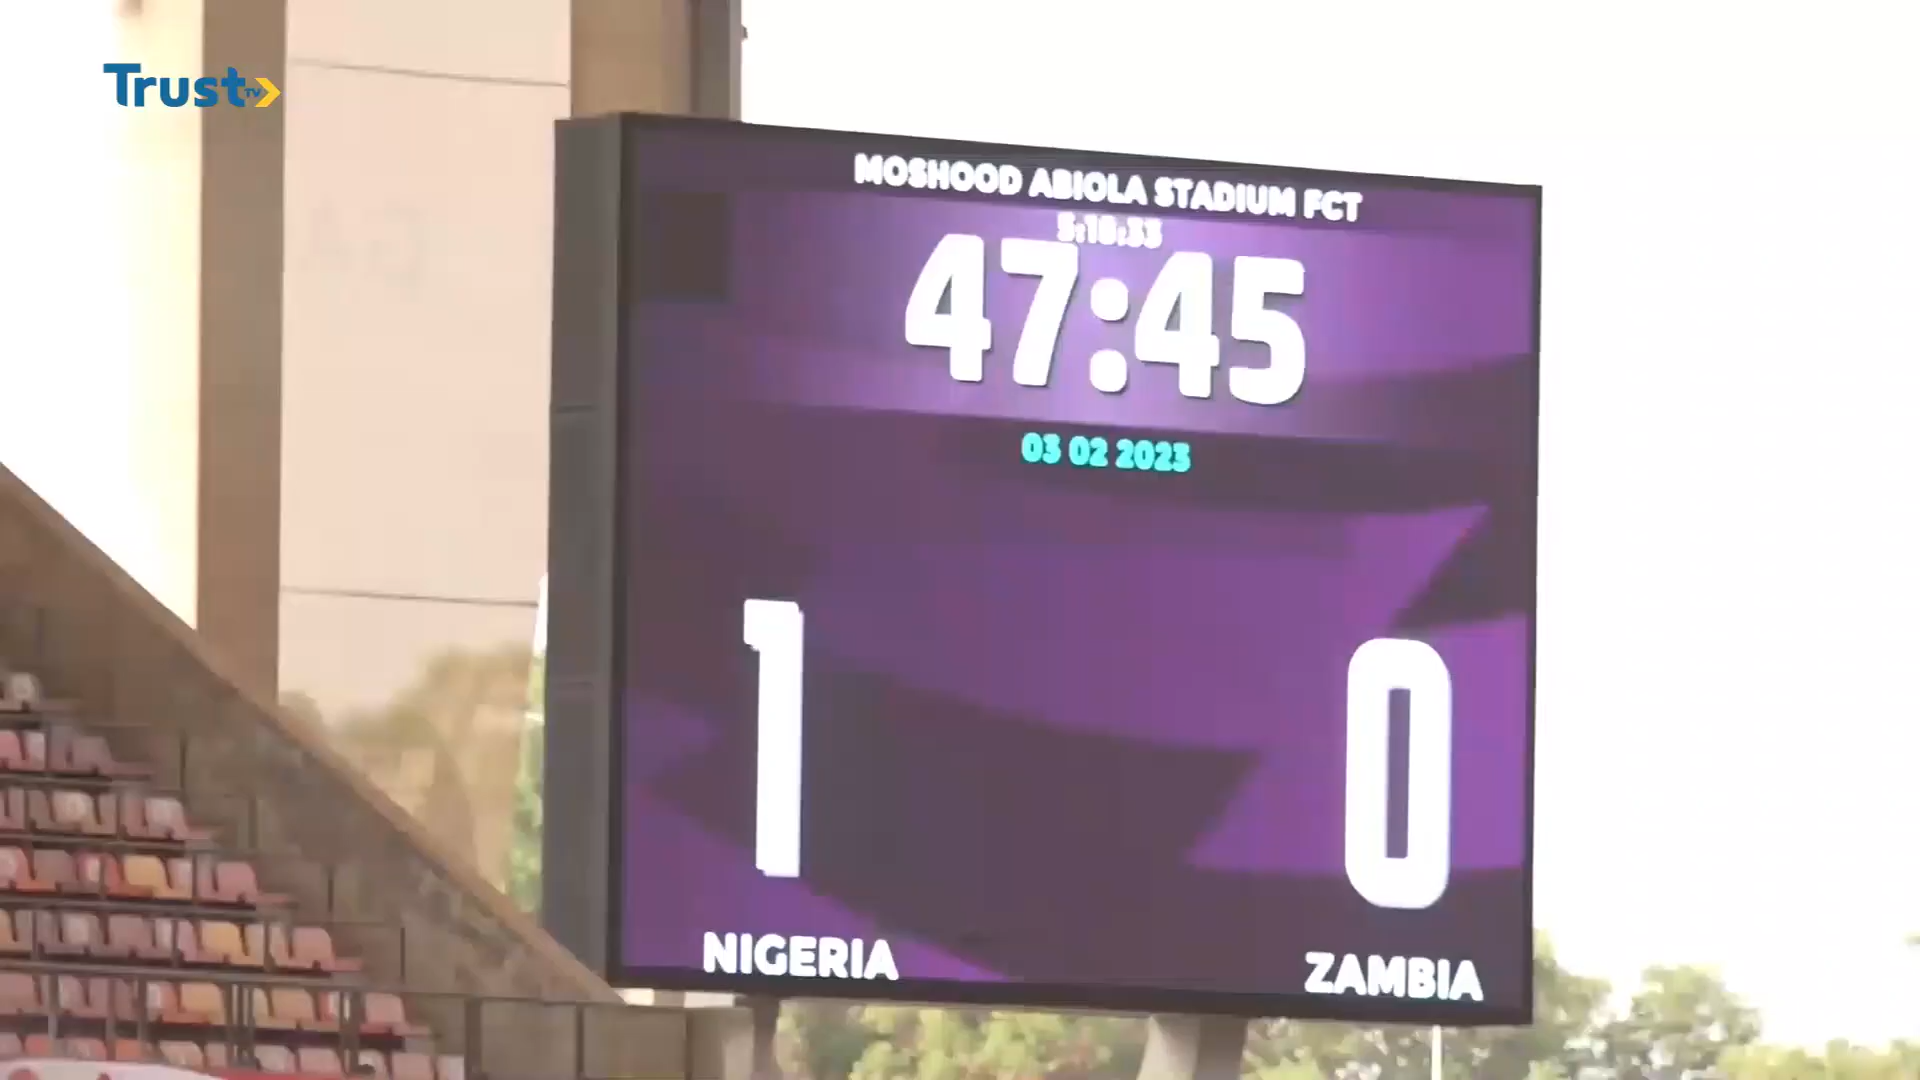 Trust TV
MOSHOOD ABIOLA STADIUM FCT
47:45
03 02 2023
1
0
NIGERIA
ZAMBIA